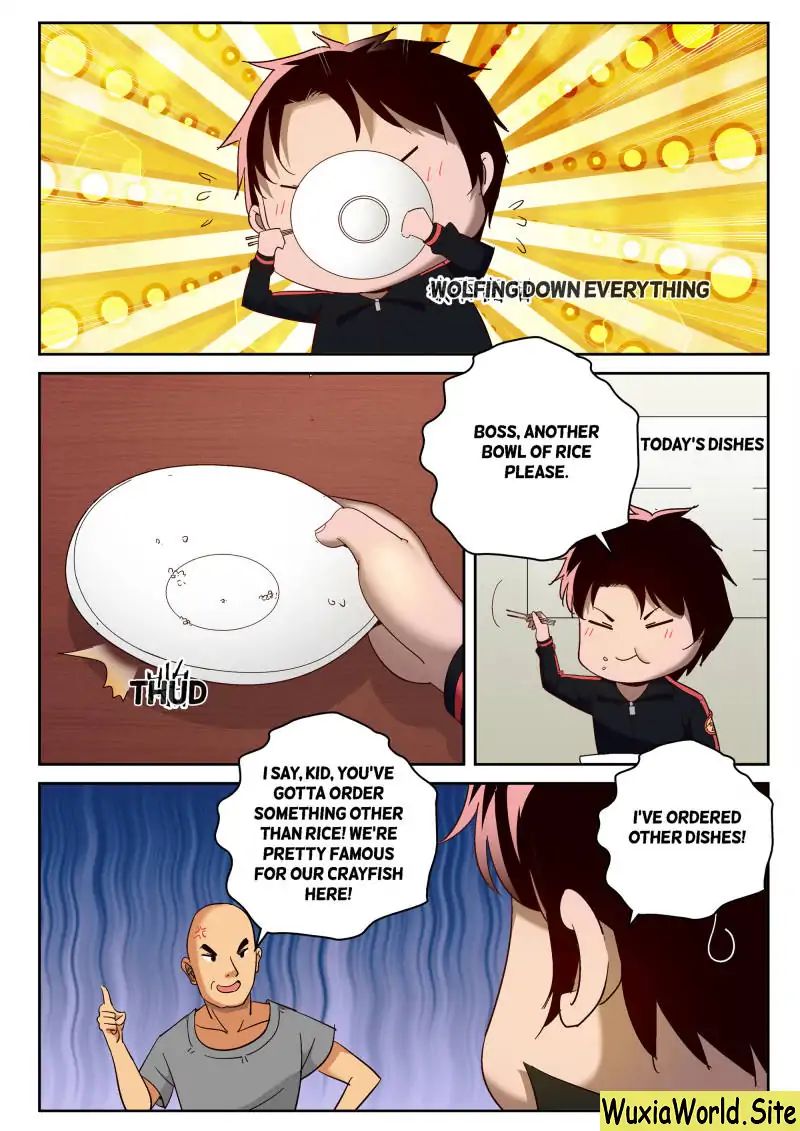 WOLFING DOWN EVERYTHING
BOSS, ANOTHER
BOWL OF RICE
PLEASE.
TODAY'S DISHES
THUD
I SAY, KID, YOU'VE
GOTTA ORDER
SOMETHING OTHER
THAN RICE! WE'RE
PRETTY FAMOUS
FOR OUR CRAYFISH
HERE!
I'VE ORDERED
OTHER DISHES!
WuxiaWorld.Site